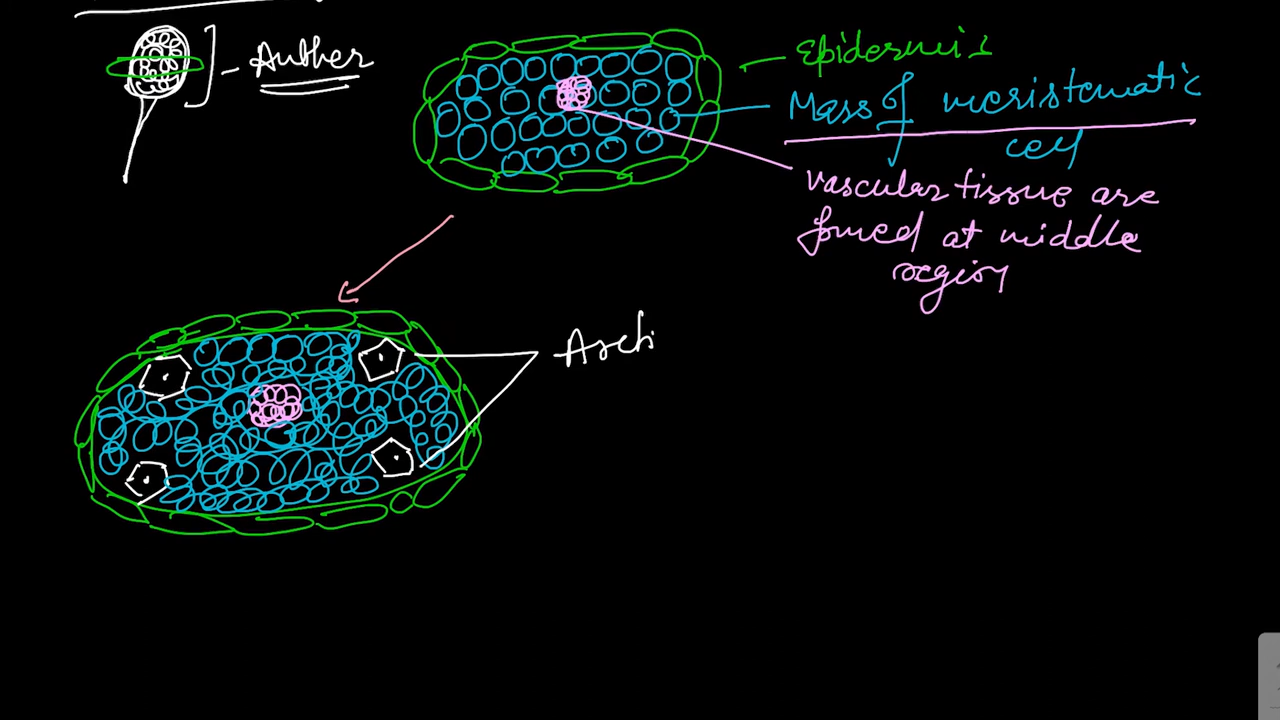 Anther
Epidermis
Mass of meristematic
cell
vascular tissue are
formed at middle
region
Archi